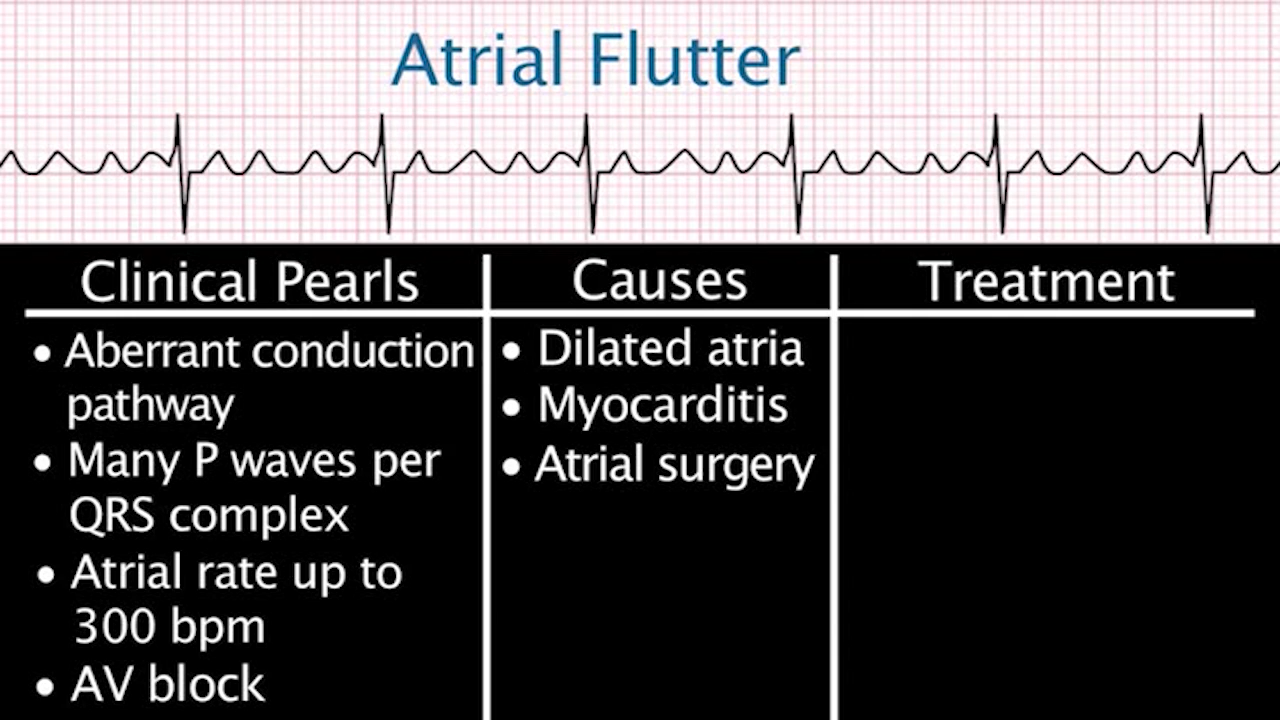 Atrial Flutter
Clinical Pearls
• Aberrant conduction
pathway
• Many P waves per
QRS complex
• Atrial rate up to
300 bpm
• AV block
Causes
• Dilated atria
• Myocarditis
• Atrial surgery
Treatment